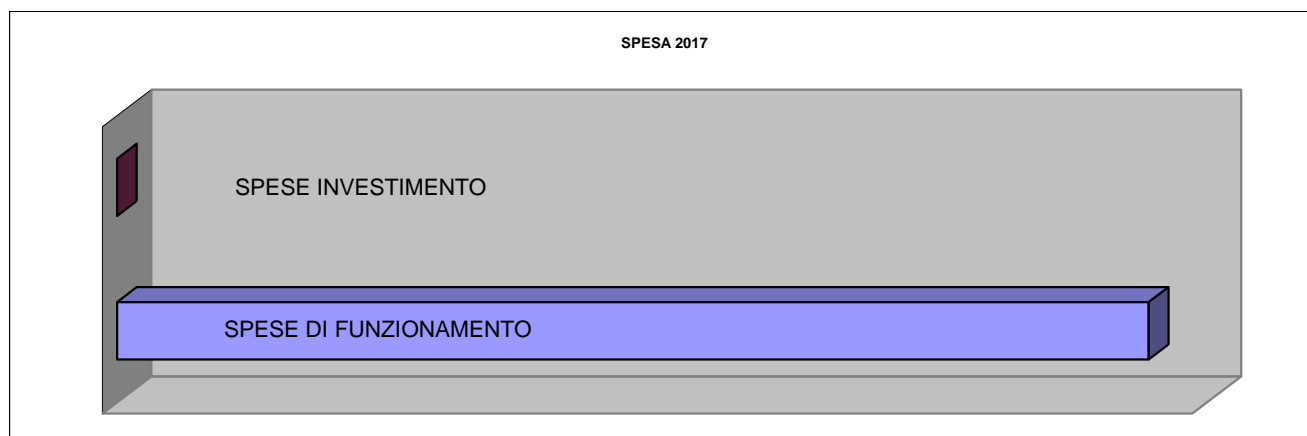 SPESA 2017
SPESE INVESTIMENTO
SPESE DI FUNZIONAMENTO